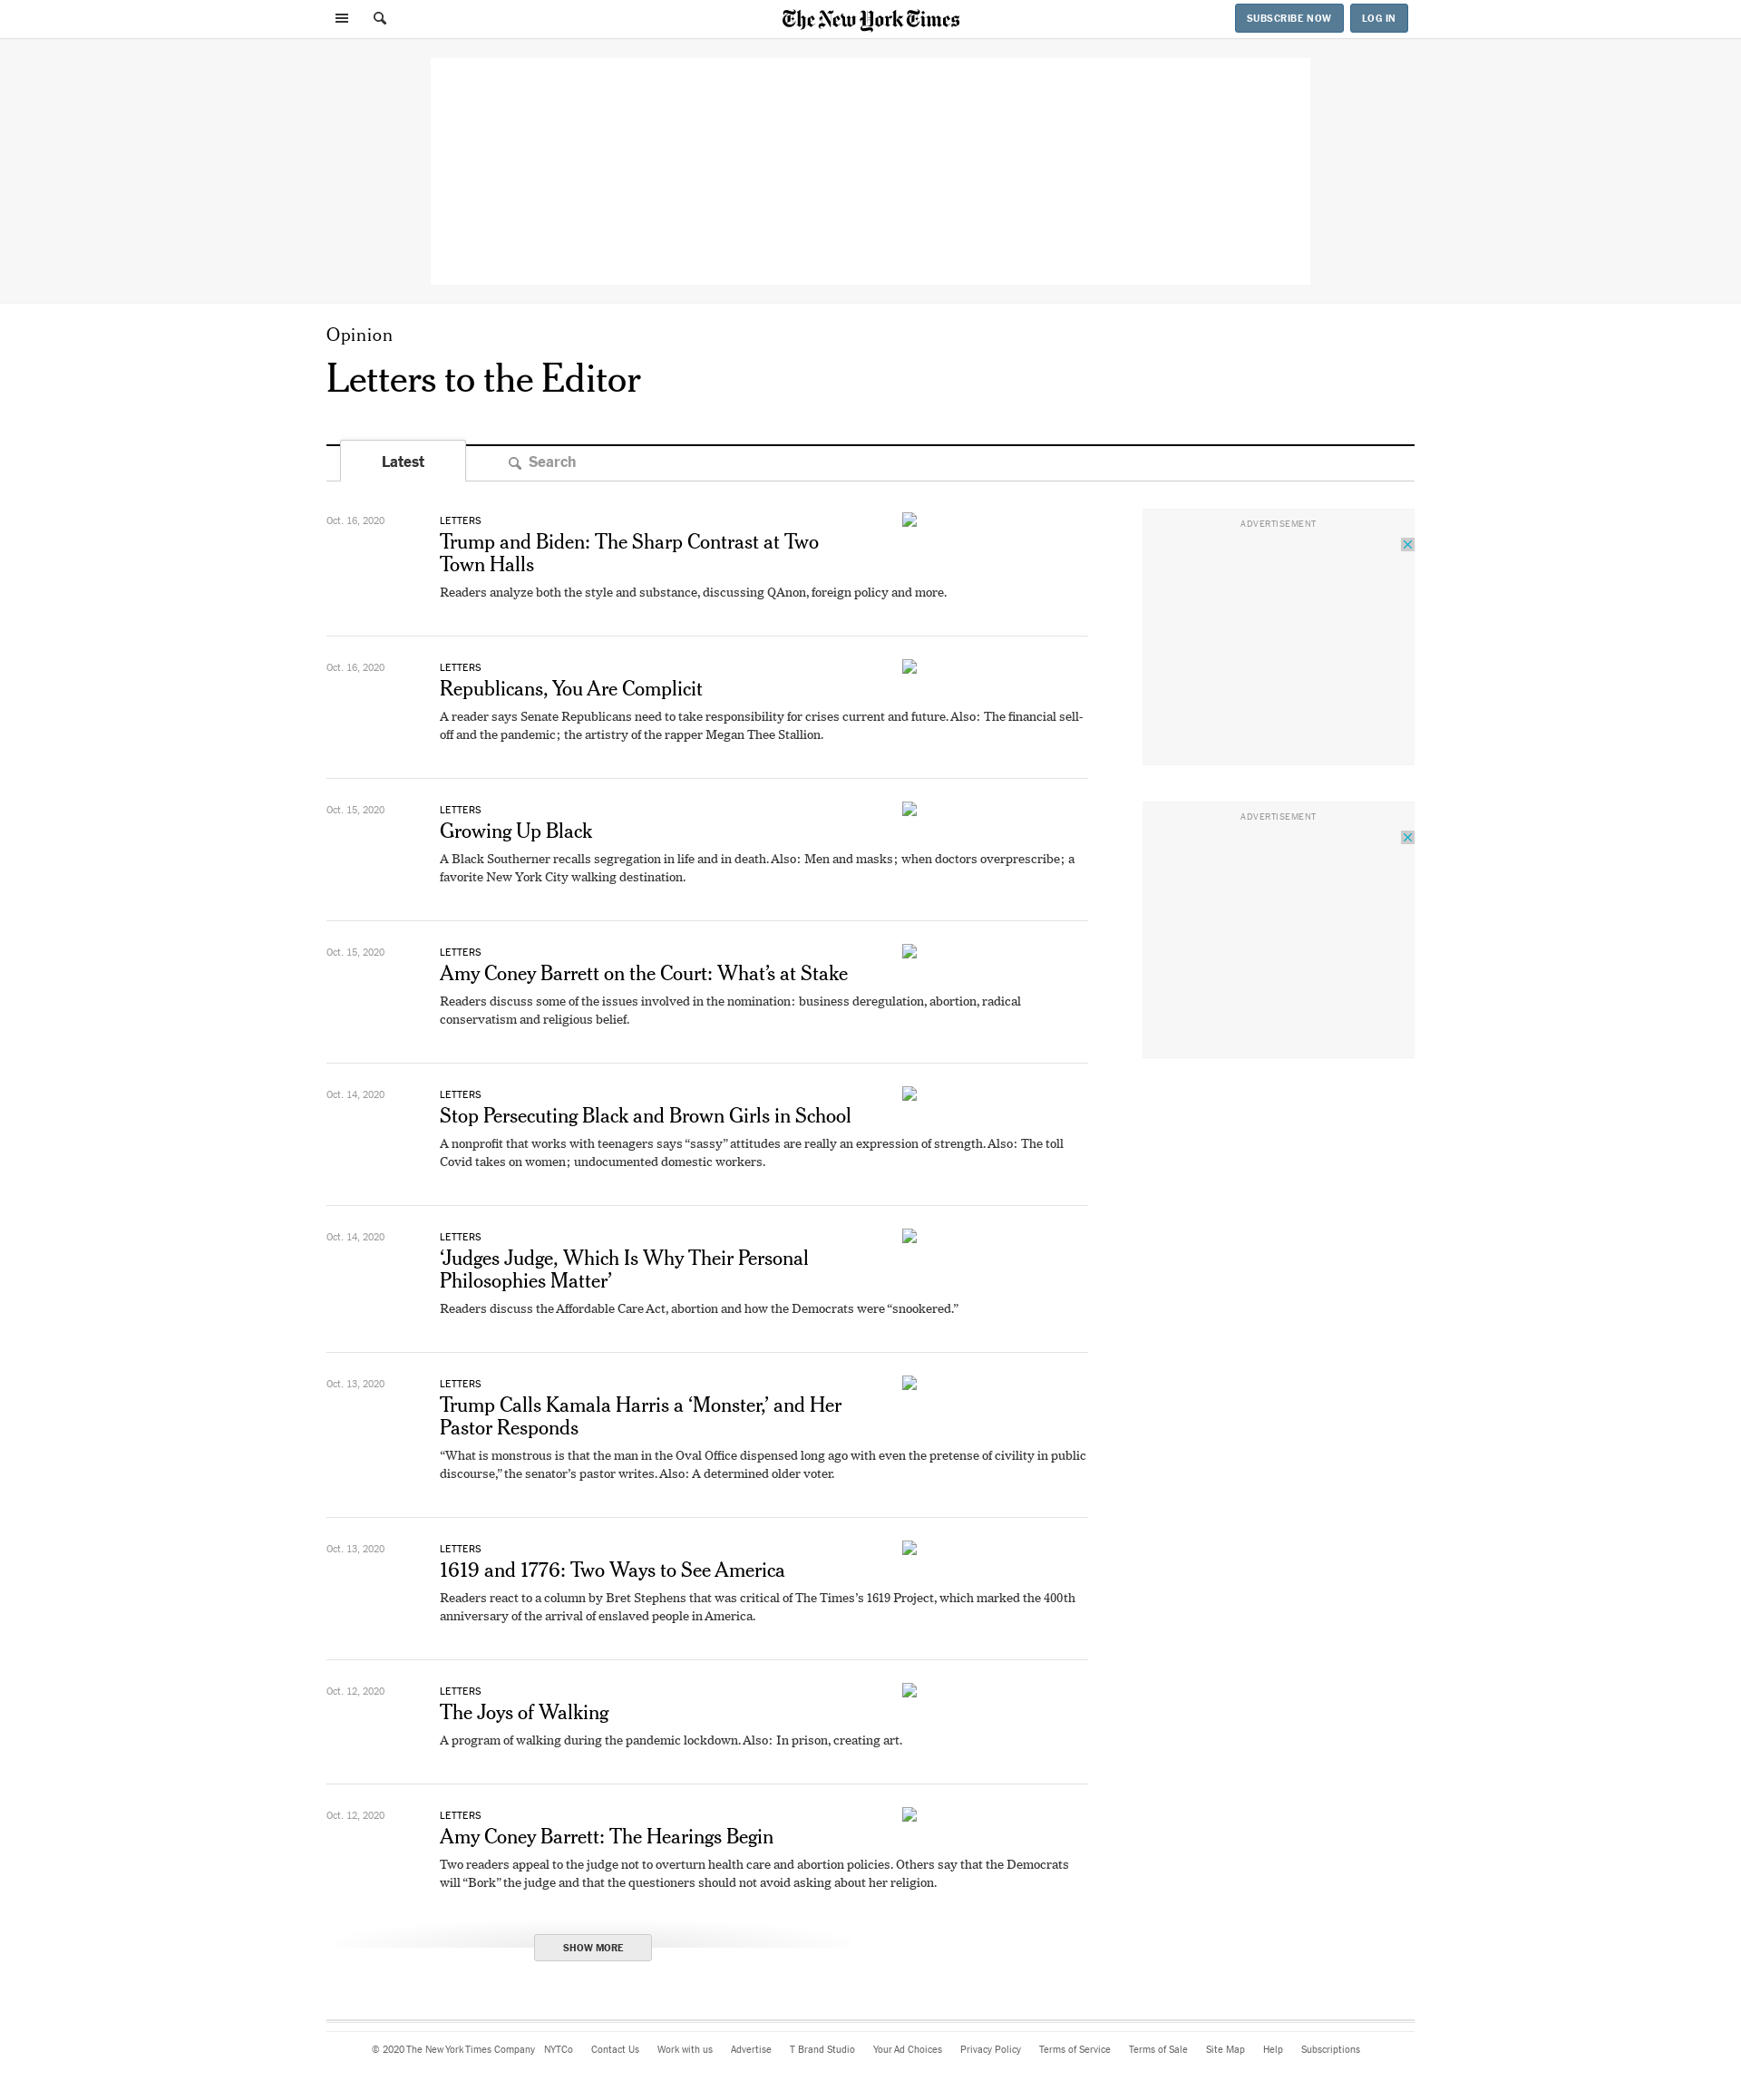 The New York Times
SUBSCRIBE NOW
LOG IN
Opinion
Letters to the Editor
Latest
Search
Oct. 16, 2020
LETTERS
Trump and Biden: The Sharp Contrast at Two
Town Halls
Readers analyze both the style and substance, discussing QAnon, foreign policy and more.
Oct. 16, 2020
LETTERS
Republicans, You Are Complicit
A reader says Senate Republicans need to take responsibility for crises current and future. Also: The financial sell-
off and the pandemic; the artistry of the rapper Megan Thee Stallion.
Oct. 15, 2020
LETTERS
Growing Up Black
A Black Southerner recalls segregation in life and in death. Also: Men and masks; when doctors overprescribe; a
favorite New York City walking destination.
Oct. 15, 2020
LETTERS
Amy Coney Barrett on the Court: What’s at Stake
Readers discuss some of the issues involved in the nomination: business deregulation, abortion, radical
conservatism and religious belief.
Oct. 14, 2020
LETTERS
Stop Persecuting Black and Brown Girls in School
A nonprofit that works with teenagers says “sassy” attitudes are really an expression of strength. Also: The toll
Covid takes on women; undocumented domestic workers.
Oct. 14, 2020
LETTERS
‘Judges Judge, Which Is Why Their Personal
Philosophies Matter’
Readers discuss the Affordable Care Act, abortion and how the Democrats were “snookered.”
Oct. 13, 2020
LETTERS
Trump Calls Kamala Harris a ‘Monster,’ and Her
Pastor Responds
“What is monstrous is that the man in the Oval Office dispensed long ago with even the pretense of civility in public
discourse,” the senator’s pastor writes. Also: A determined older voter.
Oct. 13, 2020
LETTERS
1619 and 1776: Two Ways to See America
Readers react to a column by Bret Stephens that was critical of The Times’s 1619 Project, which marked the 400th
anniversary of the arrival of enslaved people in America.
Oct. 12, 2020
LETTERS
The Joys of Walking
A program of walking during the pandemic lockdown. Also: In prison, creating art.
Oct. 12, 2020
LETTERS
Amy Coney Barrett: The Hearings Begin
Two readers appeal to the judge not to overturn health care and abortion policies. Others say that the Democrats
will “Bork” the judge and that the questioners should not avoid asking about her religion.
SHOW MORE
ADVERTISEMENT
ADVERTISEMENT
© 2020 The New York Times Company NYTCo Contact Us Work with us Advertise T Brand Studio Your Ad Choices Privacy Policy Terms of Service Terms of Sale Site Map Help Subscriptions